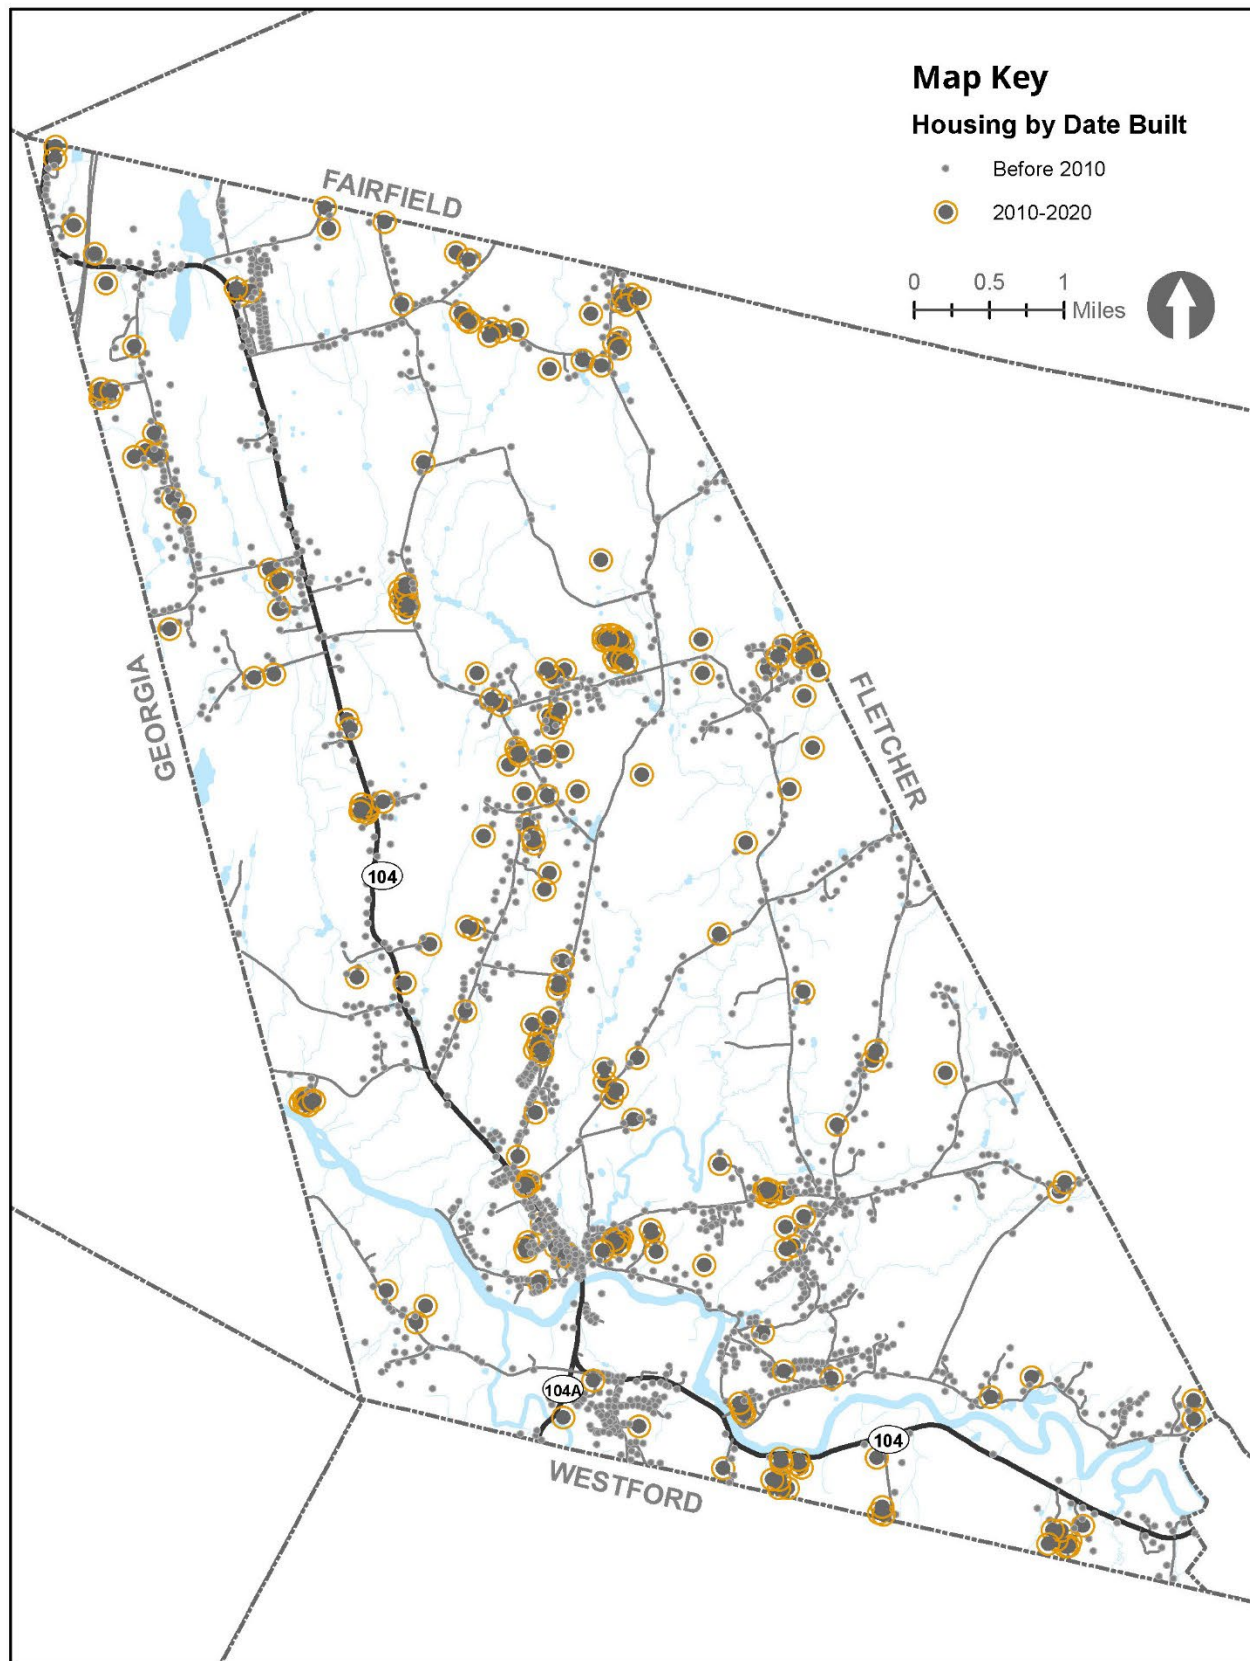 Map Key
Housing by Date Built
Before 2010
2010-2020
0 0.5 1
Miles
FAIRFIELD
GEORGIA
FLETCHER
104
104A
104
WESTFORD